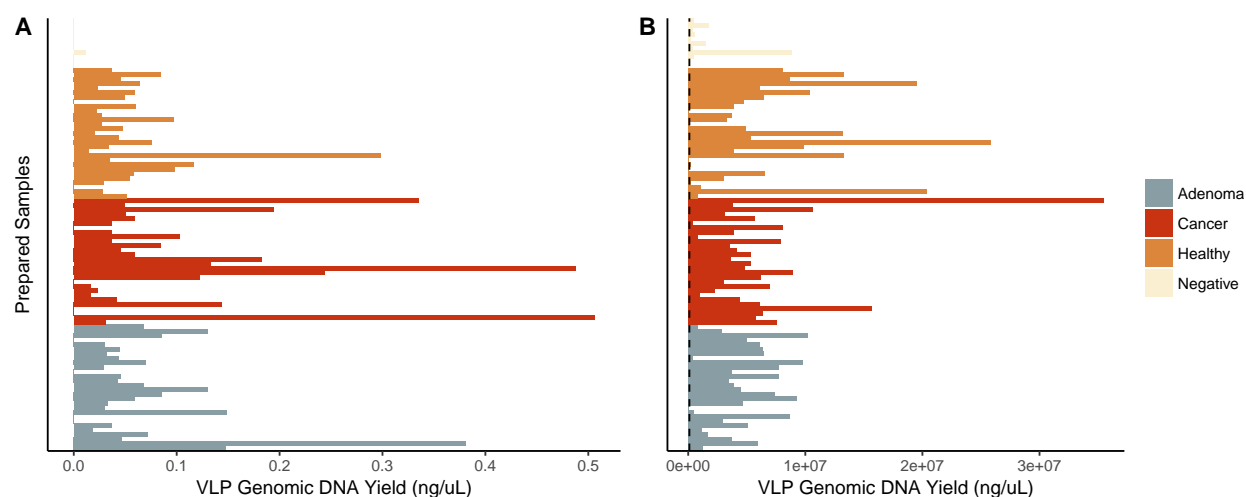 A
B
Prepared Samples
Adenoma
Cancer
Healthy
Negative
0.0 0.1 0.2 0.3 0.4 0.5
VLP Genomic DNA Yield (ng/uL)
0e+00 1e+07 2e+07 3e+07
VLP Genomic DNA Yield (ng/uL)